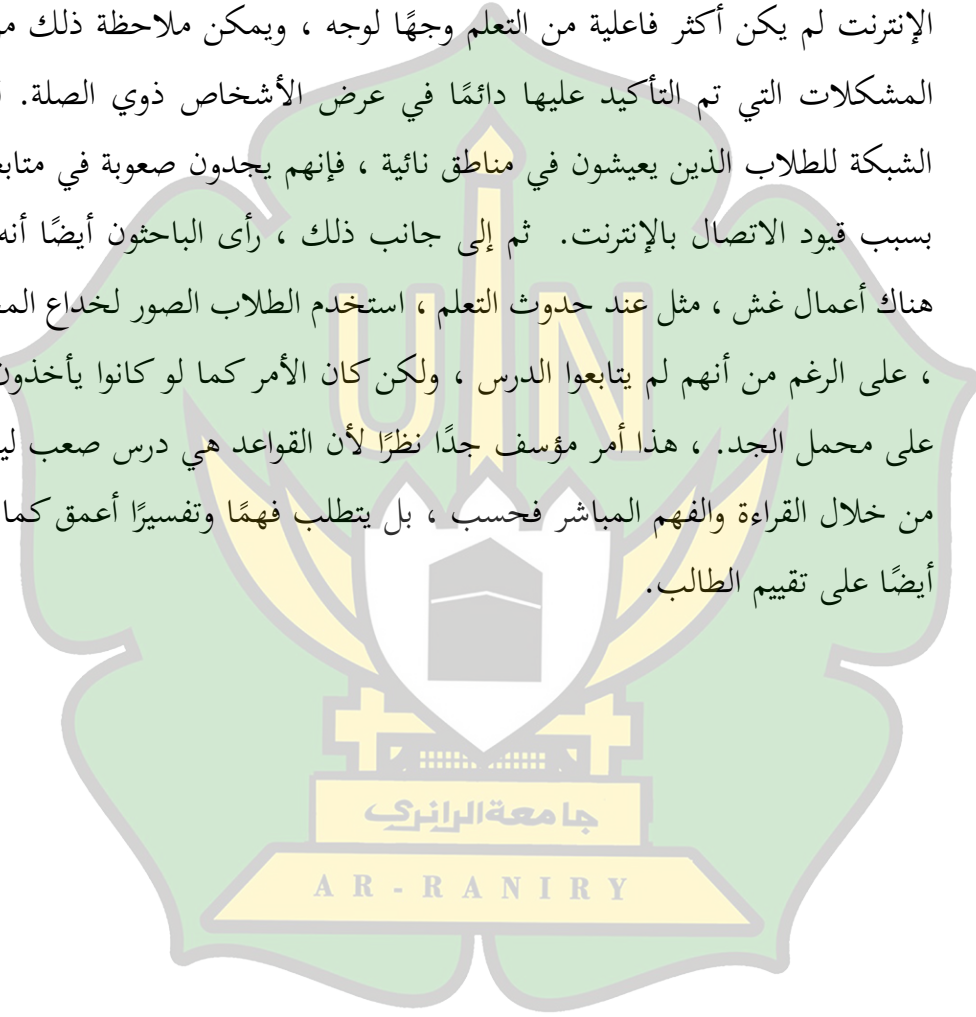 الإنترنت لم يكن أكثر فاعلية من التعلم وجهًا لوجه ، ويمكن ملاحظة ذلك
المشكلات التي تم التأكيد عليها دائمًا في عرض الأشخاص ذوي الصلة.
الشبكة للطلاب الذين يعيشون في مناطق نائية ، فإنهم يجدون صعوبة في
بسبب قيود الاتصال بالإنترنت. ثم إلى جانب ذلك ، رأى الباحثون أيضًا أنه
هناك أعمال غش ، مثل عند حدوث التعلم ، استخدم الطلاب الصور لخداع
، على الرغم من أنهم لم يتابعوا الدرس ، ولكن كان الأمر كما لو كانوا يأخذون
على محمل الجد. ، هذا أمر مؤسف جدًا نظرًا لأن القواعد هي درس صعب
من خلال القراءة والفهم المباشر فحسب ، بل يتطلب فهمًا وتفسيرًا أعمق كما
أيضًا على تقييم الطالب.
UIN
جامعة الرانري
AR-RANIRY